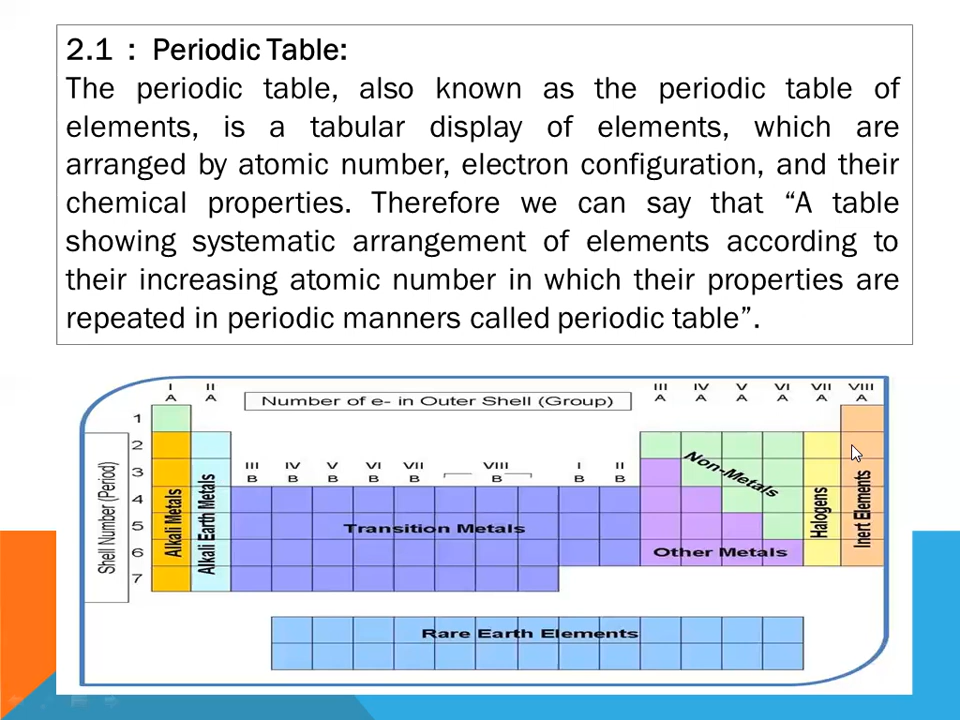 2.1 : Periodic Table:
The periodic table, also known as the periodic table of
elements, is a tabular display of elements, which are
arranged by atomic number, electron configuration, and their
chemical properties. Therefore we can say that “A table
showing systematic arrangement of elements according to
their increasing atomic number in which their properties are
repeated in periodic manners called periodic table”.
I A
II A
Number of e- in Outer Shell (Group)
III A
IV A
V A
VI A
VII A
VIII A
Shell Number (Period)
1
2
3
4
5
6
7
Alkali Metals
Alkali Earth Metals
III B
IV B
V B
VI B
VII B
VIII B
I B
II B
Transition Metals
Non-Metals
Other Metals
Halogens
Inert Elements
Rare Earth Elements